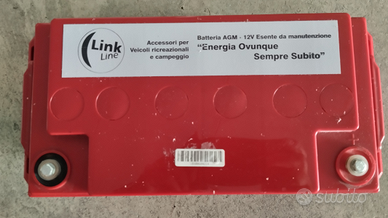 Link
Line
Accessori per
Veicoli ricreazionali
e campeggio
Batteria AGM - 12V Esente da manutenzione
"Energia Ovunque
Sempre Subito"
subito